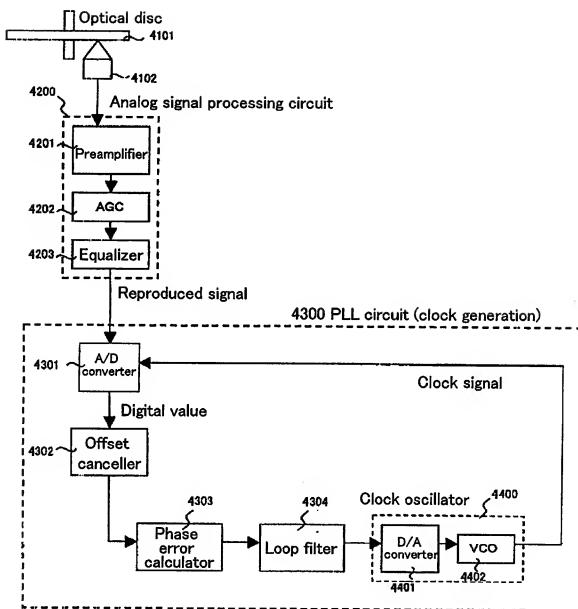 Optical disc
4101
4102
4200
Analog signal processing circuit
4201
Preamplifier
4202
AGC
4203
Equalizer
Reproduced signal
4300 PLL circuit (clock generation)
4301
A/D
converter
Clock signal
Digital value
4302
Offset
canceller
4303
Phase
error
calculator
4304
Loop filter
Clock oscillator
4400
D/A
converter
4401
VCO
4402